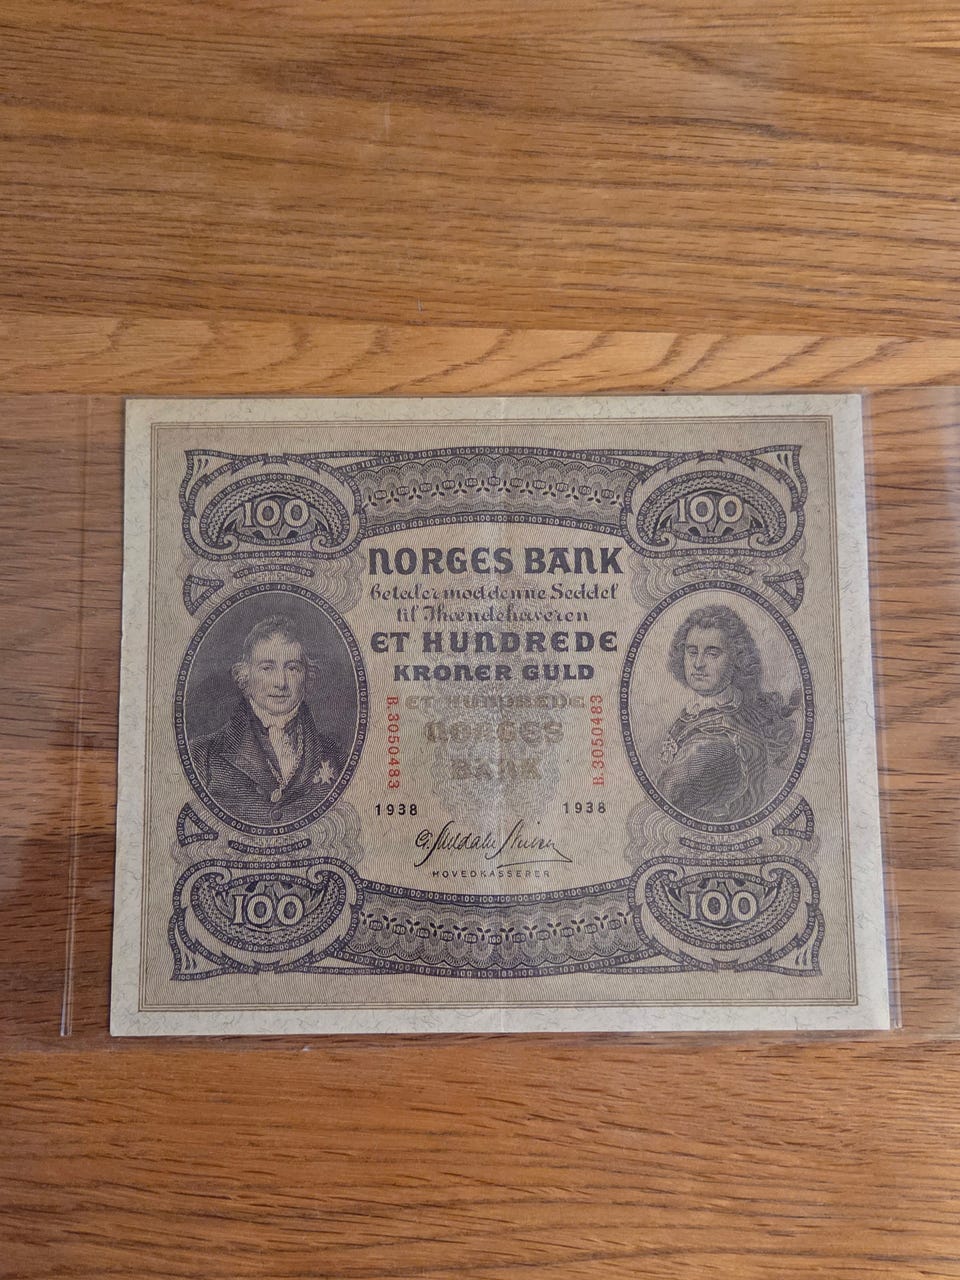 100
100
NORGES BANK
betaler mod denne Seddel
til Ihændehaveren
ET HUNDREDE
KRONER GULD
ET HUNDREDE
NORGES
BANK
B.3050483
B.3050483
1938
1938
HOVEDKASSERER
100
100